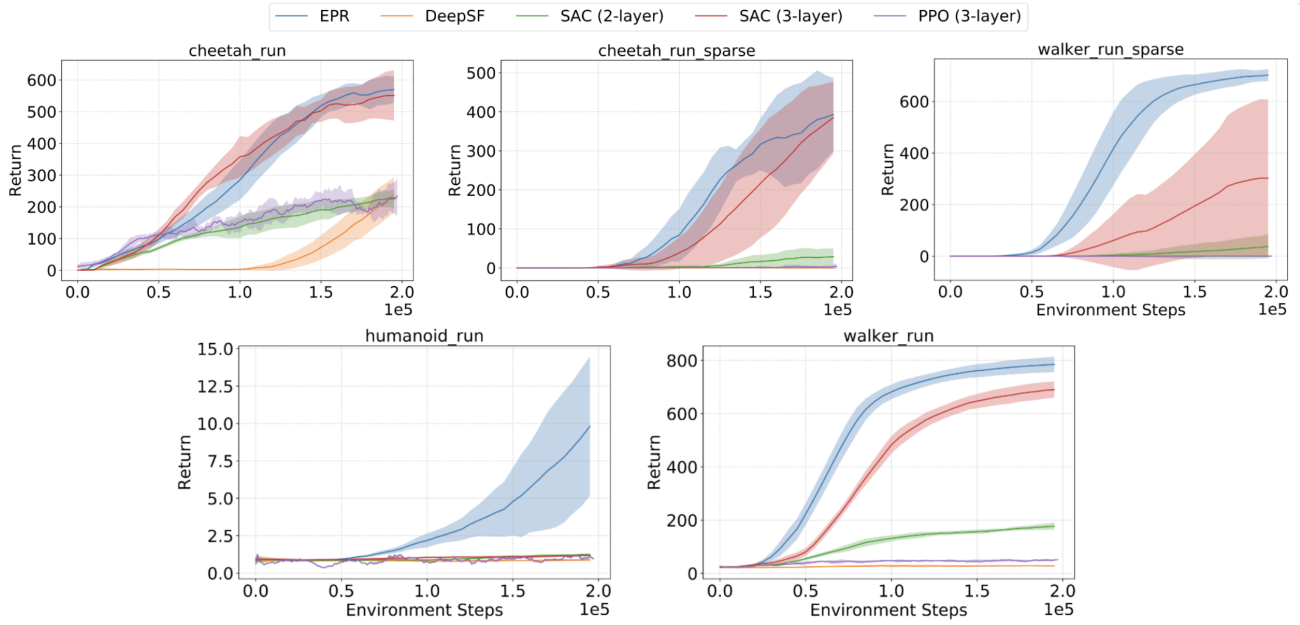 EPR DeepSF SAC (2-layer) SAC (3-layer) PPO (3-layer)
cheetah_run
Return
600
500
400
300
200
100
0
0.0 0.5 1.0 1.5 2.0
1e5
cheetah_run_sparse
Return
500
400
300
200
100
0
0.0 0.5 1.0 1.5 2.0
1e5
walker_run_sparse
Return
600
400
200
0
0.0 0.5 1.0 1.5 2.0
Environment Steps 1e5
humanoid_run
Return
15.0
12.5
10.0
7.5
5.0
2.5
0.0
0.0 0.5 1.0 1.5 2.0
Environment Steps 1e5
walker_run
Return
800
600
400
200
0
0.0 0.5 1.0 1.5 2.0
Environment Steps 1e5